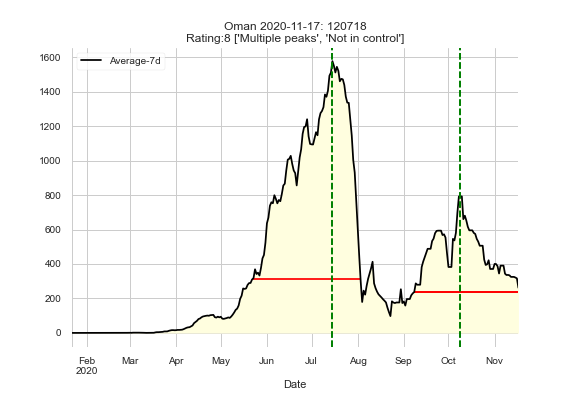 Oman 2020-11-17: 120718
Rating:8 ['Multiple peaks', 'Not in control']
Average-7d
1600
1400
1200
1000
800
600
400
200
0
Feb Mar Apr May Jun Jul Aug Sep Oct Nov
2020
Date